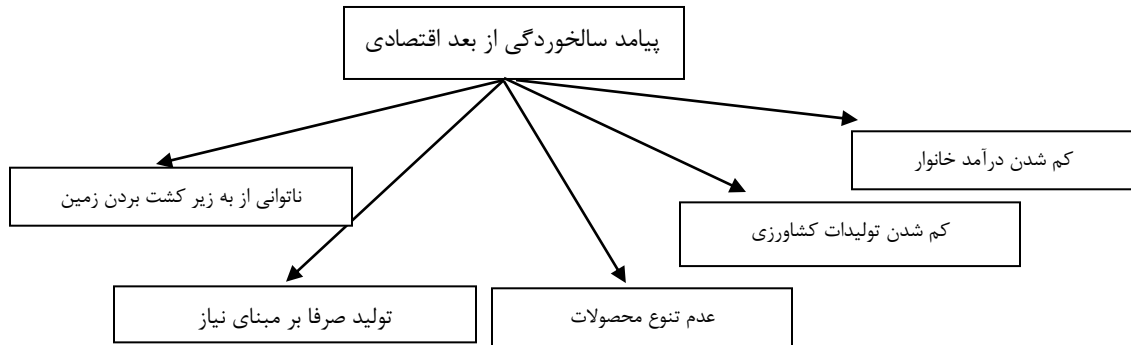 پیامد سالخوردگی از بعد اقتصادی
کم شدن درآمد خانوار
کم شدن تولیدات کشاورزی
عدم تنوع محصولات
تولید صرفا بر مبنای نیاز
ناتوانی از به زیر کشت بردن زمین